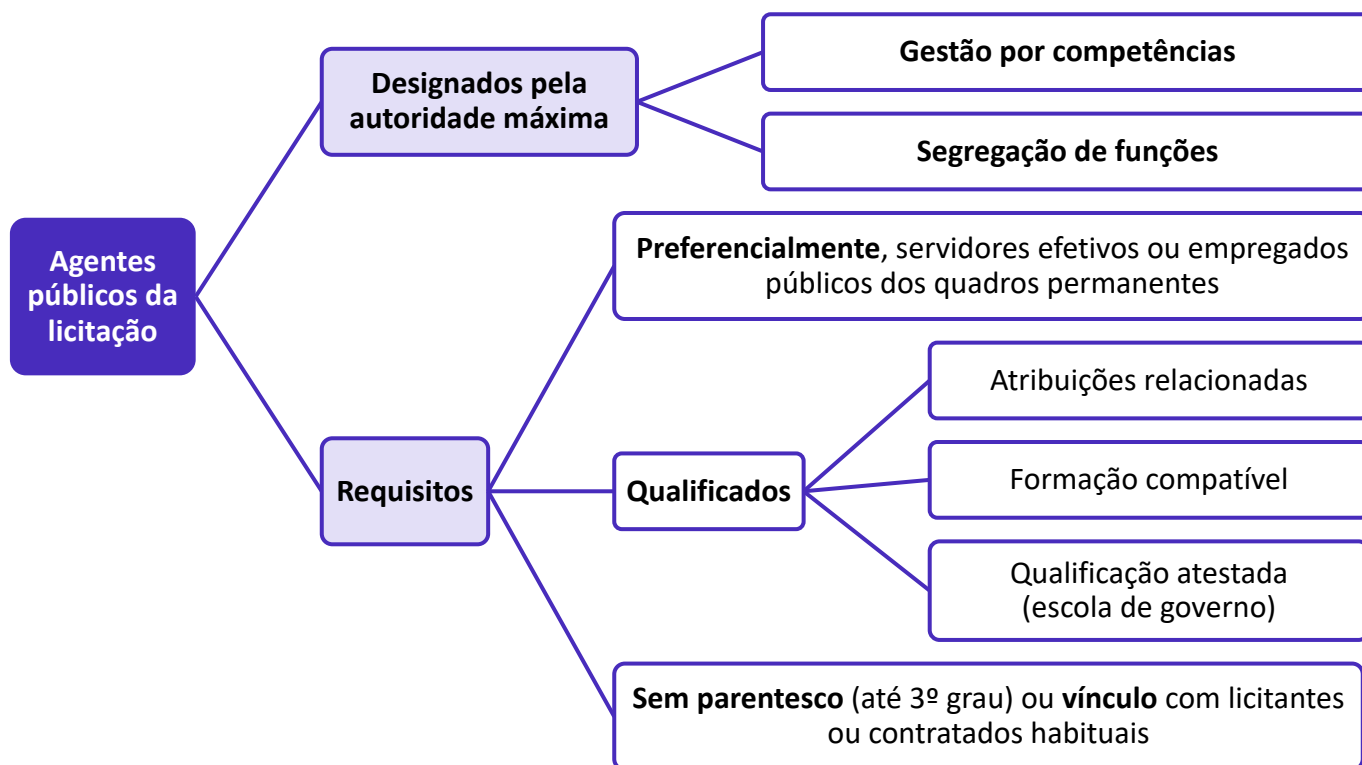 Agentes
públicos da
licitação
Designados pela
autoridade máxima
Gestão por competências
Segregação de funções
Requisitos
Preferencialmente, servidores efetivos ou empregados
públicos dos quadros permanentes
Qualificados
Atribuições relacionadas
Formação compatível
Qualificação atestada
(escola de governo)
Sem parentesco (até 3º grau) ou vínculo com licitantes
ou contratados habituais